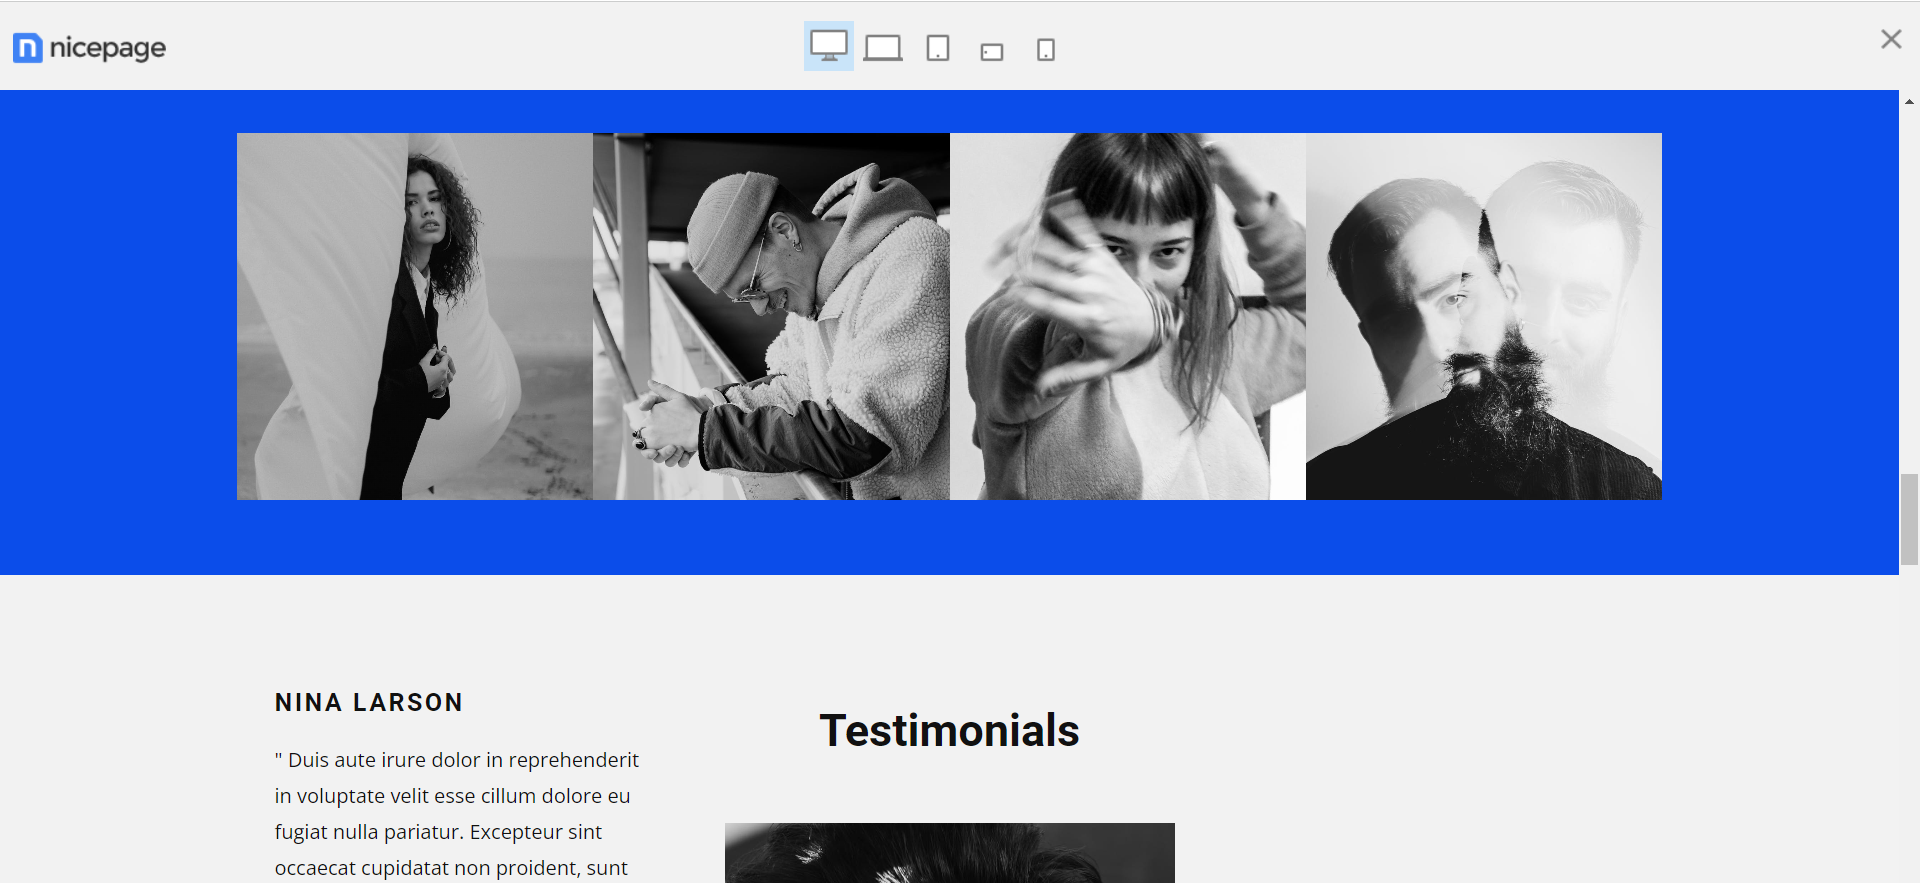 nicepage
NINA LARSON
Testimonials
" Duis aute irure dolor in reprehenderit
in voluptate velit esse cillum dolore eu
fugiat nulla pariatur. Excepteur sint
occaecat cupidatat non proident, sunt